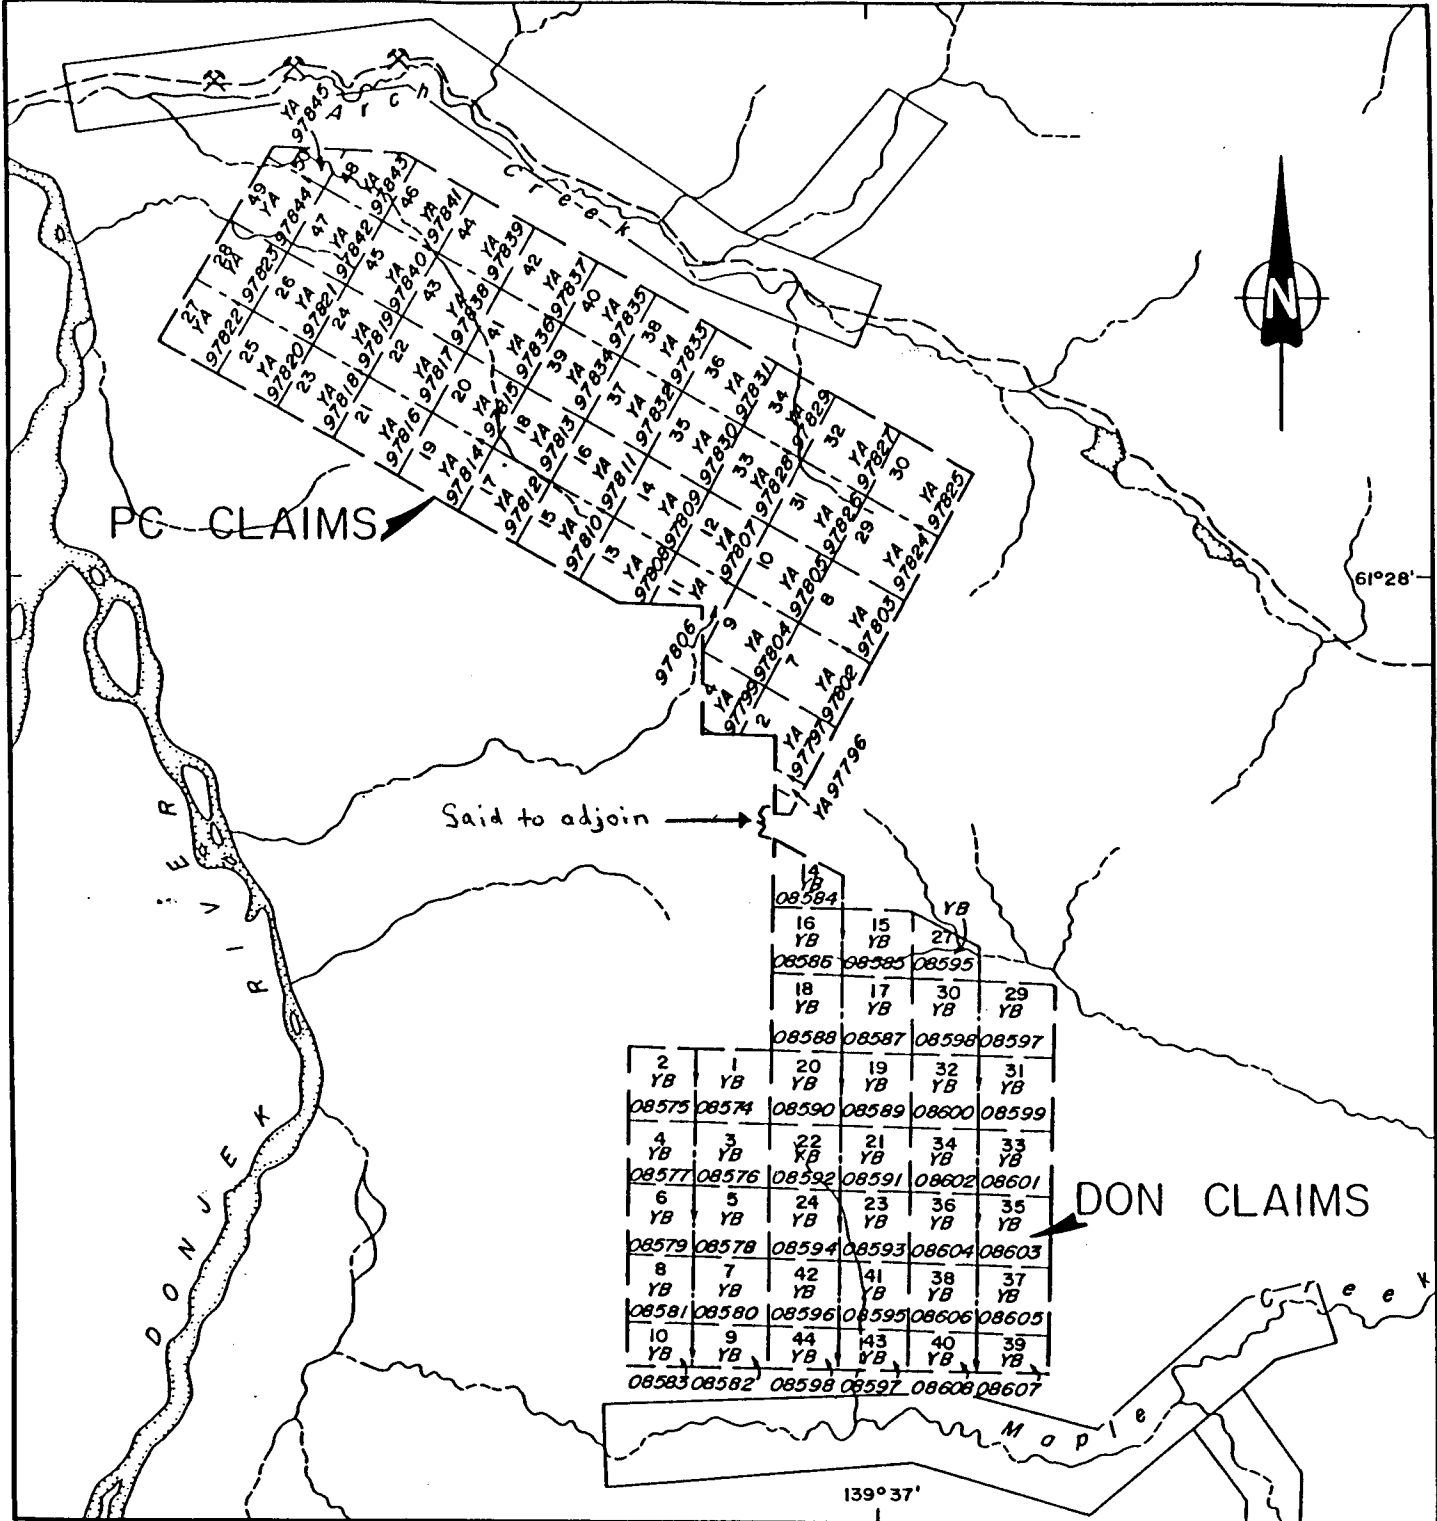 Arch
Creek
YA
97845
49
YA
97844
150
48
YA
97843
28
YA
97823
47
YA
97842
46
YA
97841
27
YA
97822
26
YA
97821
45
YA
97840
44
YA
97839
25
YA
97820
24
YA
97819
43
YA
97838
42
YA
97837
23
YA
97818
22
YA
97817
41
YA
97836
40
YA
97835
21
YA
97816
20
YA
97815
39
YA
97834
38
YA
97833
19
YA
97814
18
YA
97813
37
YA
97832
36
YA
97831
17
YA
97812
16
YA
97811
35
YA
97830
34
YA
97829
15
YA
97810
14
YA
97809
33
YA
97828
32
YA
97827
13
YA
97808
12
YA
97807
31
YA
97826
30
YA
97825
11
YA
97806
10
YA
97805
29
YA
97824
9
YA
97804
8
YA
97803
7
YA
97802
4
YA
97799
2
YA
97797
YA 97796
N
PC CLAIMS
61°28'
Said to adjoin
DONJEK RIVER
14
YB
08584
16 15 27
YB YB YB
08586 08585 08595
18 17 30 29
YB YB YB YB
08588 08587 08598 08597
2 1 20 19 32 31
YB YB YB YB YB YB
08575 08574 08590 08589 08600 08599
4 3 22 21 34 33
YB YB YB YB YB YB
08577 08576 08592 08591 08602 08601
6 5 24 23 36 35
YB YB YB YB YB YB
08579 08578 08594 08593 08604 08603
8 7 42 41 38 37
YB YB YB YB YB YB
08581 08580 08596 08595 08606 08605
10 9 44 43 40 39
YB YB YB YB YB YB
08583 08582 08598 08597 08608 08607
DON CLAIMS
Maple Creek
139°37'